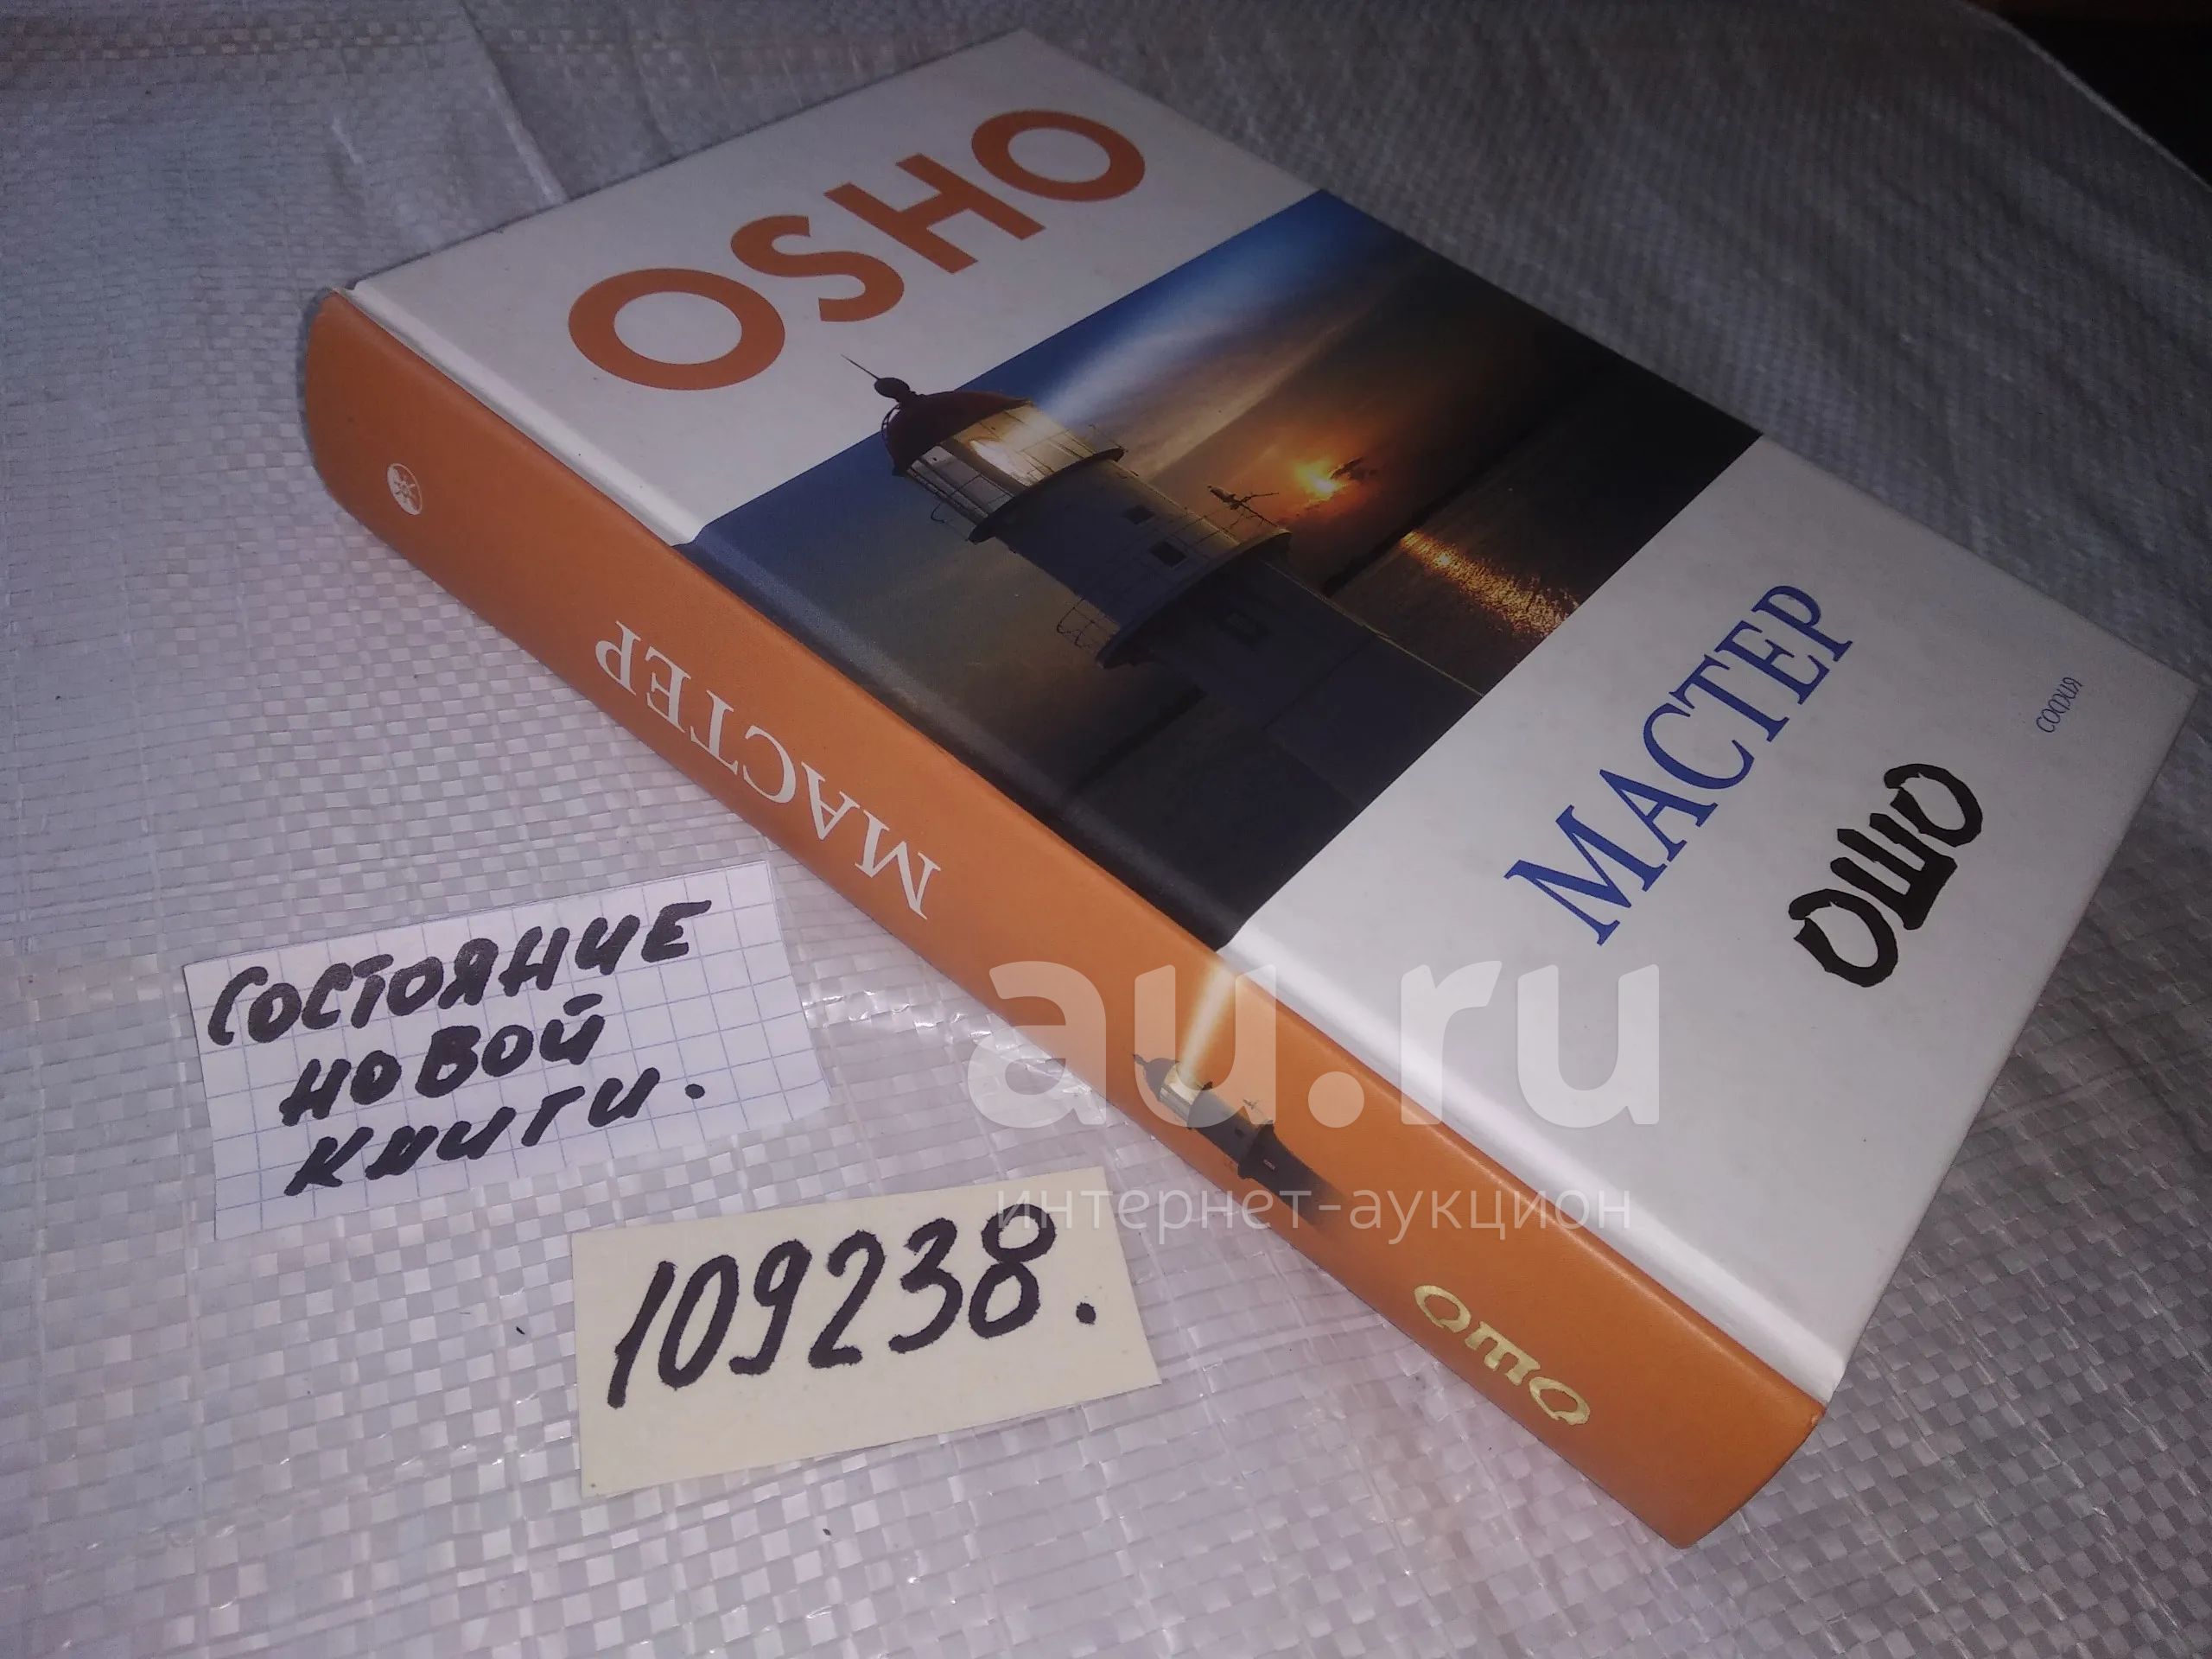 OSHO
МАСТЕР
ОШО
СОФИЯ
МАСТЕР
ОШО
СОСТОЯНИЕ
НОВОЙ
КНИГИ.
109238.
au.ru
интернет-аукцион